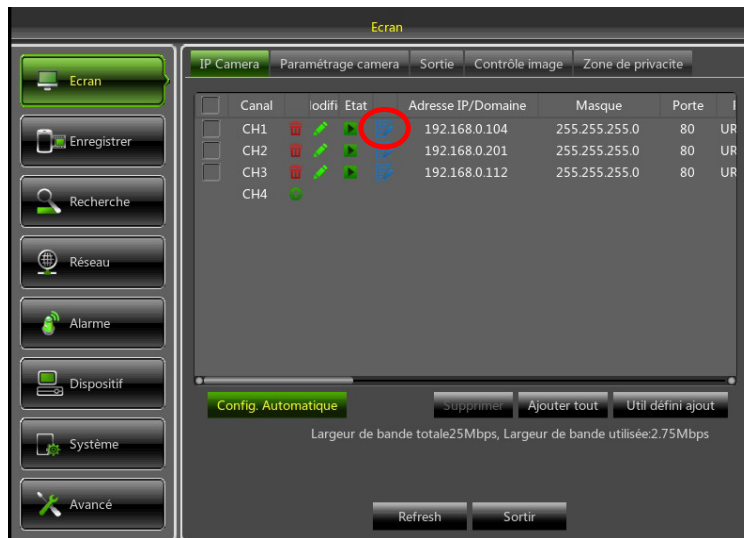 Ecran
Ecran
Enregistrer
Recherche
Réseau
Alarme
Dispositif
Système
Avancé
IP Camera Paramétrage camera Sortie Contrôle image Zone de privacite
Canal lodifi Etat Adresse IP/Domaine Masque Porte
CH1 192.168.0.104 255.255.255.0 80 UR
CH2 192.168.0.201 255.255.255.0 80 UR
CH3 192.168.0.112 255.255.255.0 80 UR
CH4
Config. Automatique Supprimer Ajouter tout Util défini ajout
Largeur de bande totale25Mbps, Largeur de bande utilisée:2.75Mbps
Refresh Sortir